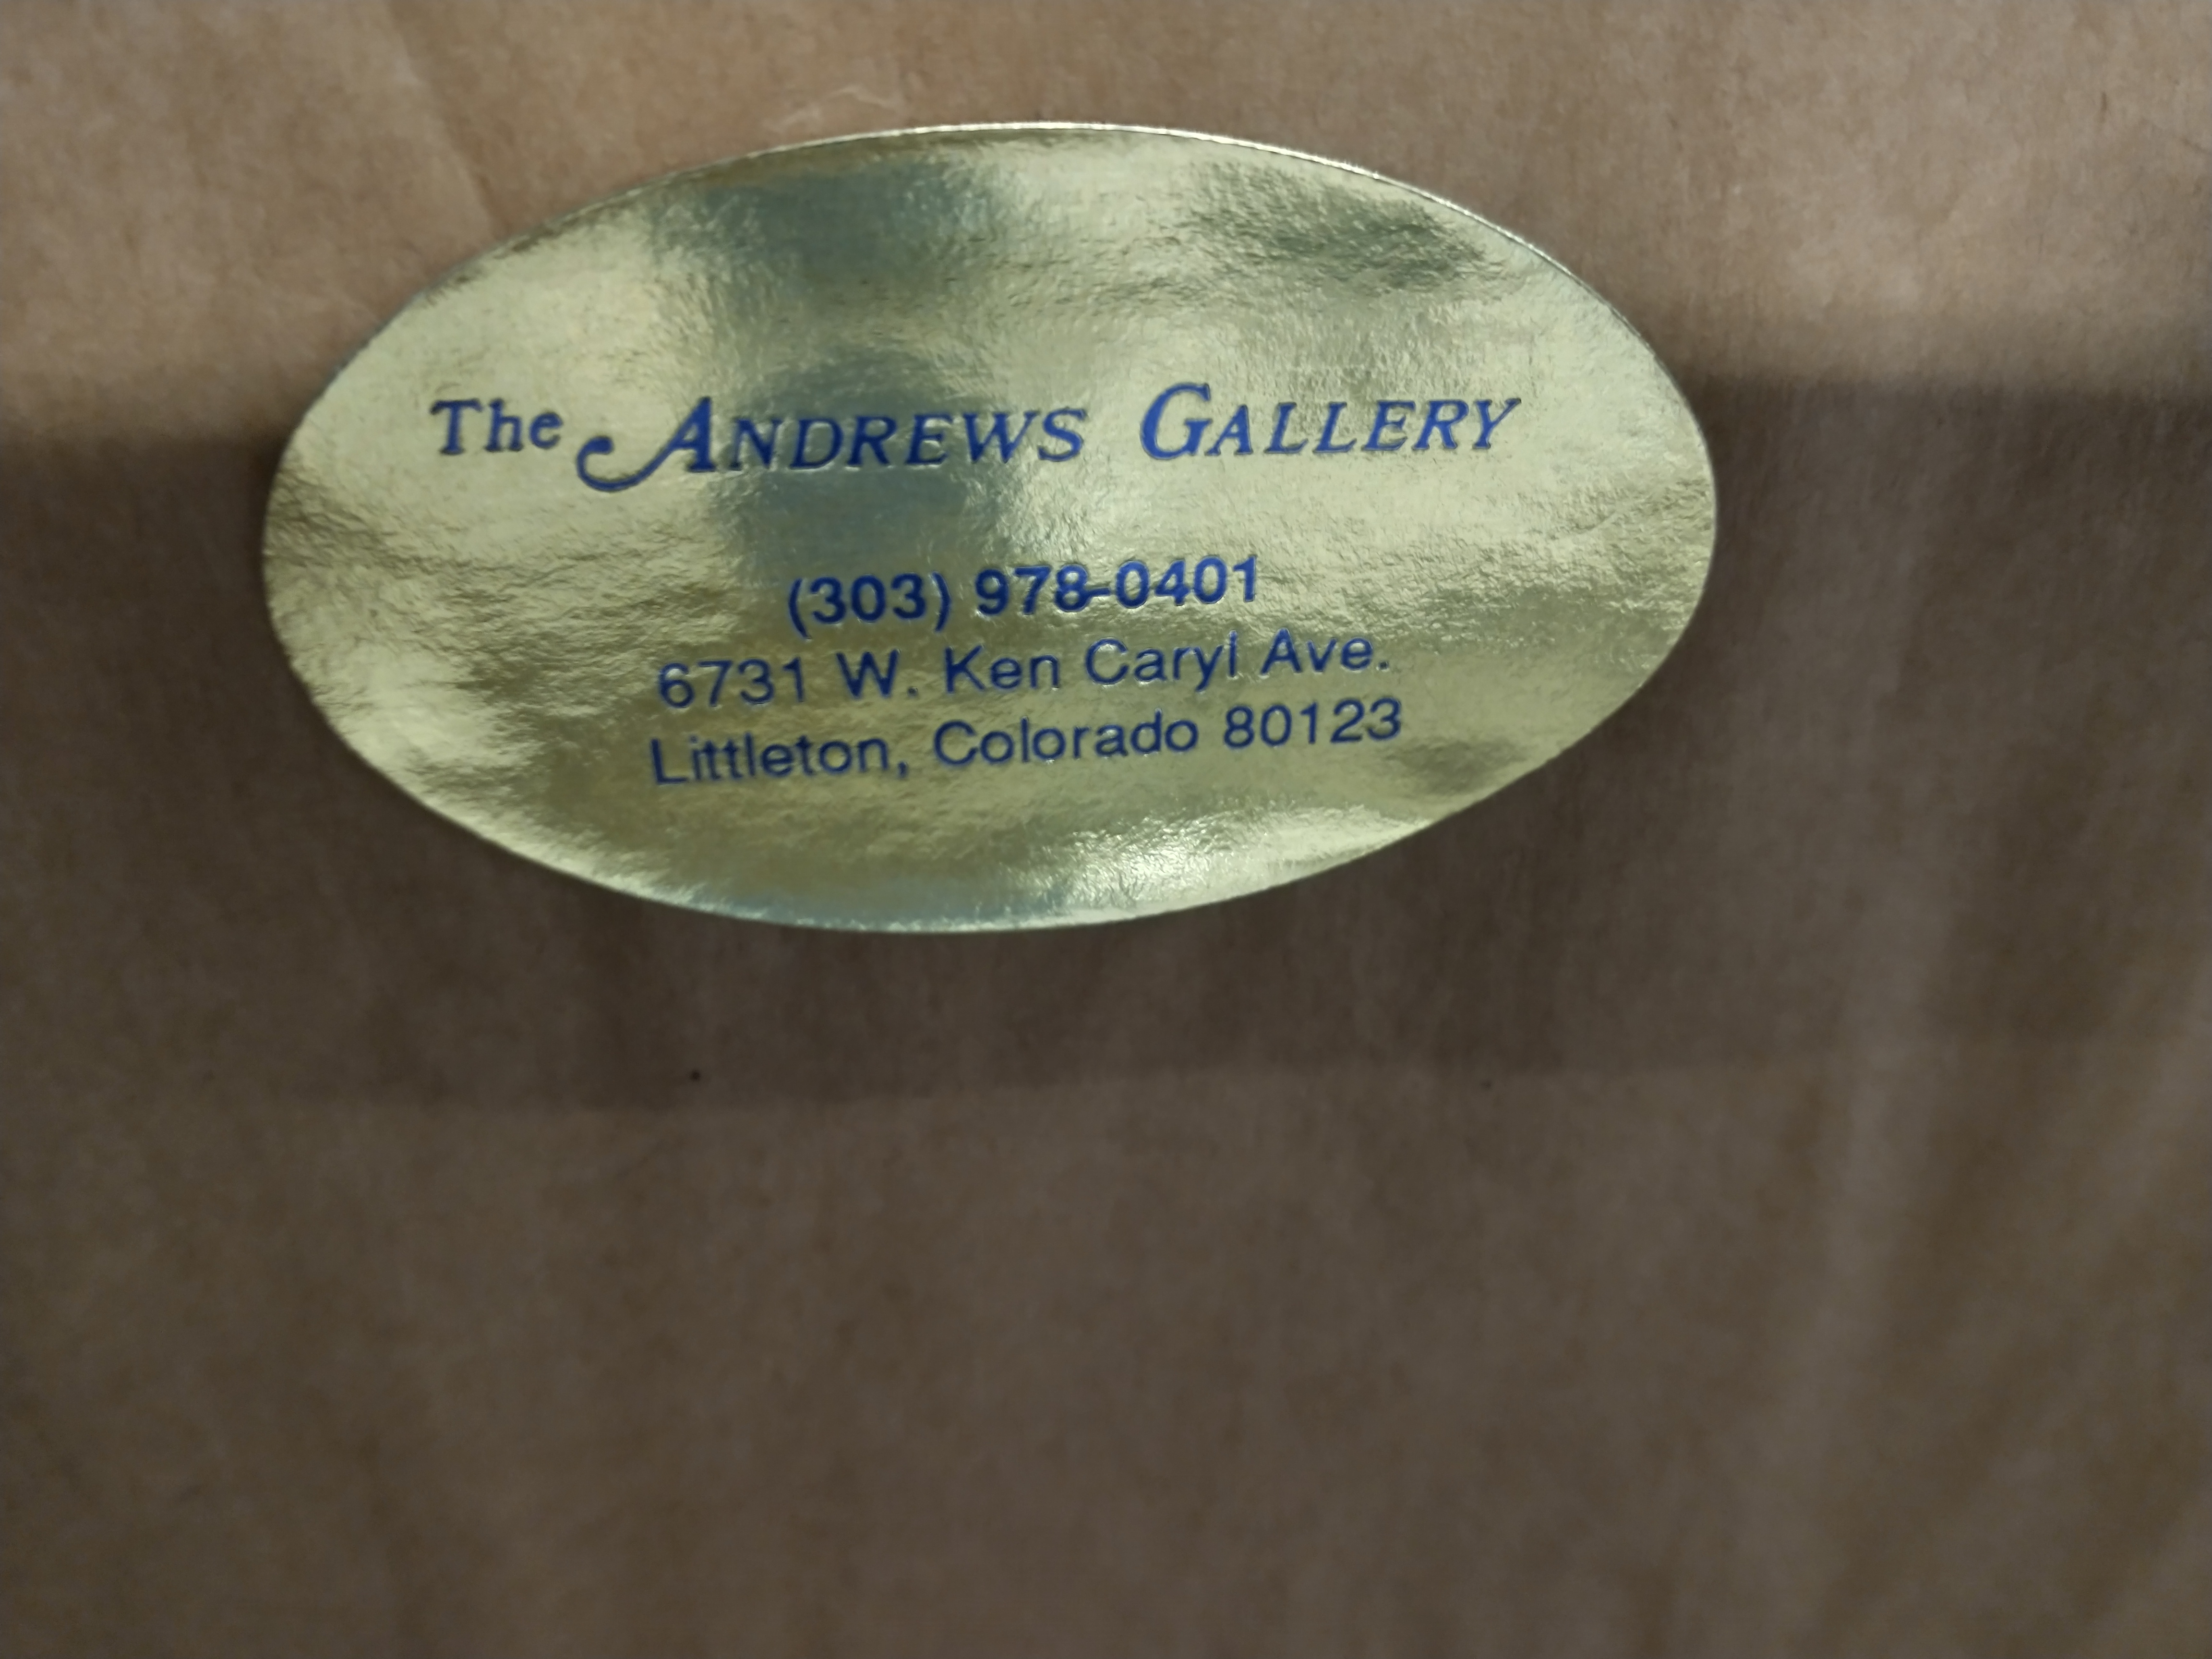 The ANDREWS GALLERY
(303) 978-0401
6731 W. Ken Caryl Ave.
Littleton, Colorado 80123